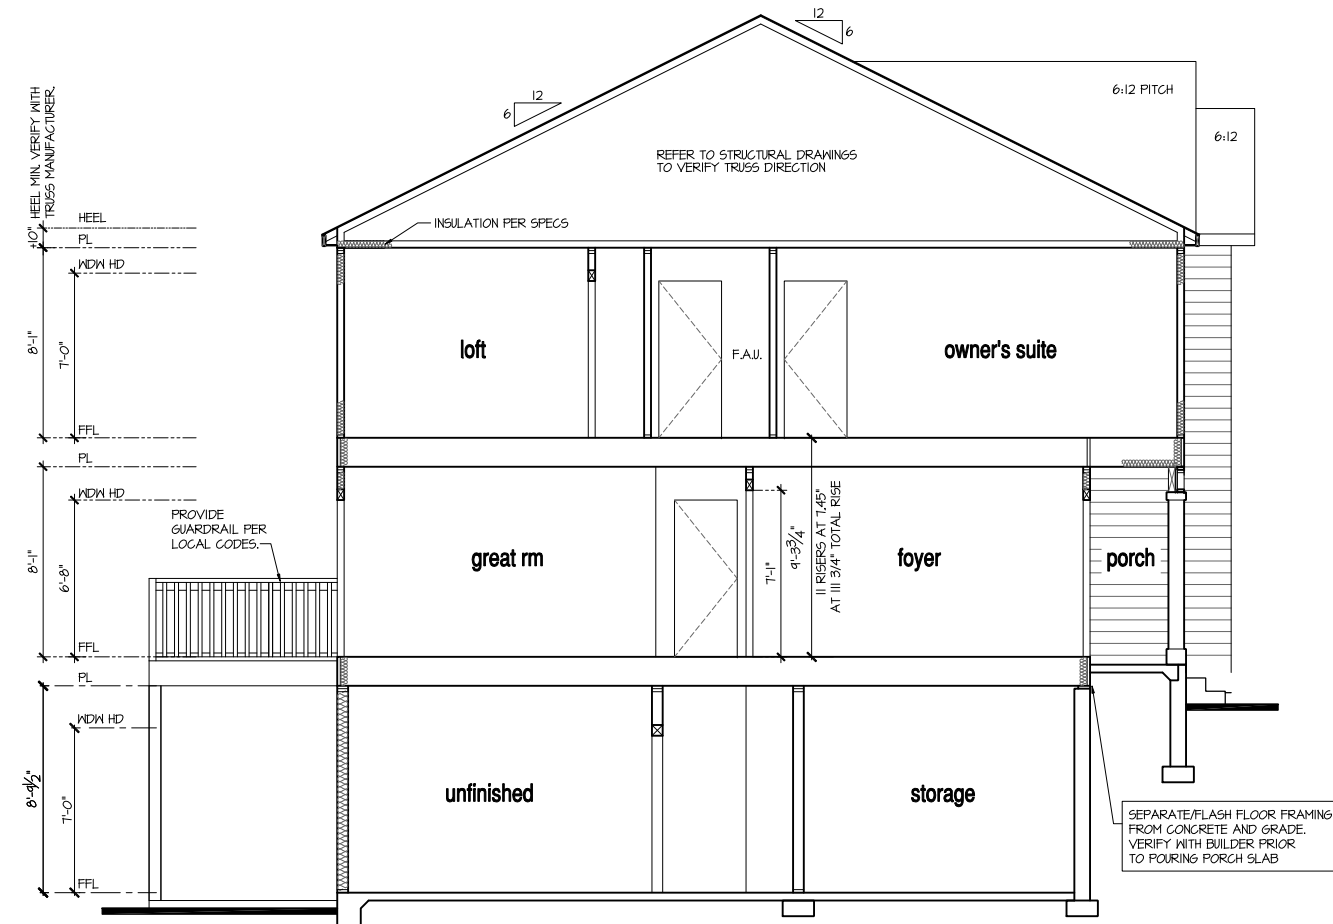 12
6
12
6
6:12 PITCH
6:12
REFER TO STRUCTURAL DRAWINGS
TO VERIFY TRUSS DIRECTION
±10" HEEL MIN. VERIFY WITH
TRUSS MANUFACTURER.
HEEL
INSULATION PER SPECS
PL
WDW HD
8'-1"
7'-0"
loft
F.A.U.
owner's suite
FFL
PL
WDW HD
PROVIDE
GUARDRAIL PER
LOCAL CODES.
8'-1"
6'-8"
great rm
7'-1"
9'-3 3/4"
11 RISERS AT 7.45"
AT 111 3/4" TOTAL RISE
foyer
porch
FFL
PL
WDW HD
7'-0"
unfinished
storage
SEPARATE/FLASH FLOOR FRAMING
FROM CONCRETE AND GRADE.
VERIFY WITH BUILDER PRIOR
TO POURING PORCH SLAB
FFL